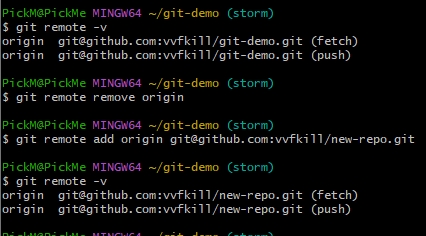 PickM@PickMe MINGW64 ~/git-demo (storm)
$ git remote -v
origin  git@github.com:vvfkill/git-demo.git (fetch)
origin  git@github.com:vvfkill/git-demo.git (push)
PickM@PickMe MINGW64 ~/git-demo (storm)
$ git remote remove origin
PickM@PickMe MINGW64 ~/git-demo (storm)
$ git remote add origin git@github.com:vvfkill/new-repo.git
PickM@PickMe MINGW64 ~/git-demo (storm)
$ git remote -v
origin  git@github.com:vvfkill/new-repo.git (fetch)
origin  git@github.com:vvfkill/new-repo.git (push)